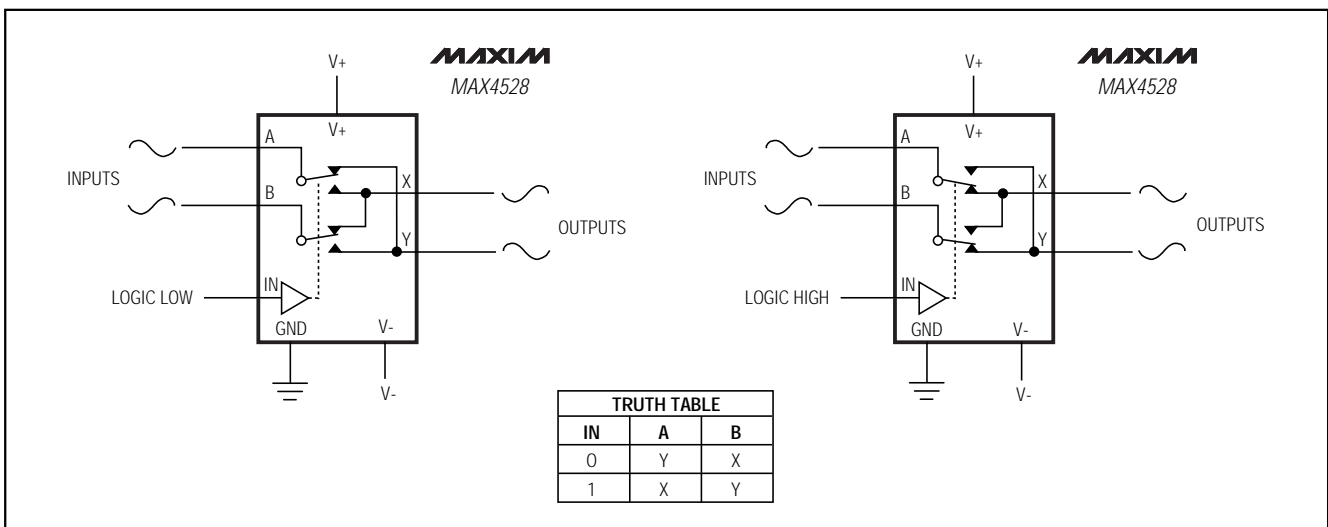 MAXIM
MAX4528
V+
V+
A
INPUTS
B
X
OUTPUTS
Y
LOGIC LOW
IN
GND
V-
V-
MAXIM
MAX4528
V+
V+
A
INPUTS
B
X
OUTPUTS
Y
LOGIC HIGH
IN
GND
V-
V-
TRUTH TABLE
IN A B
0 Y X
1 X Y